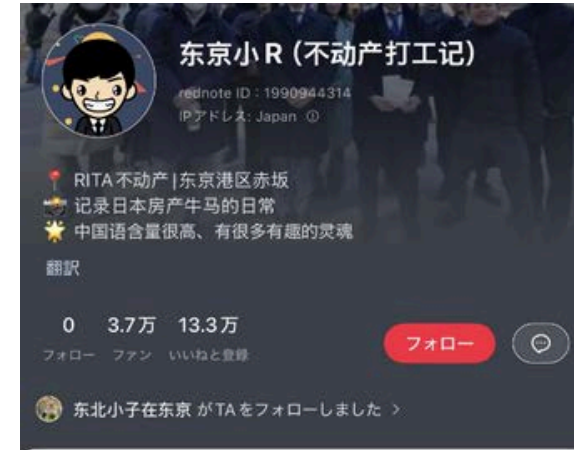 东京小R（不动产打工记）
rednote ID：1990944314
IPアドレス: Japan
RITA不动产|东京港区赤坂
记录日本房产牛马的日常
中国语含量很高、有很多有趣的灵魂
翻訳
0 3.7万 13.3万
フォロー ファン いいねと登録
フォロー
东北小子在东京 がTAをフォローしました >